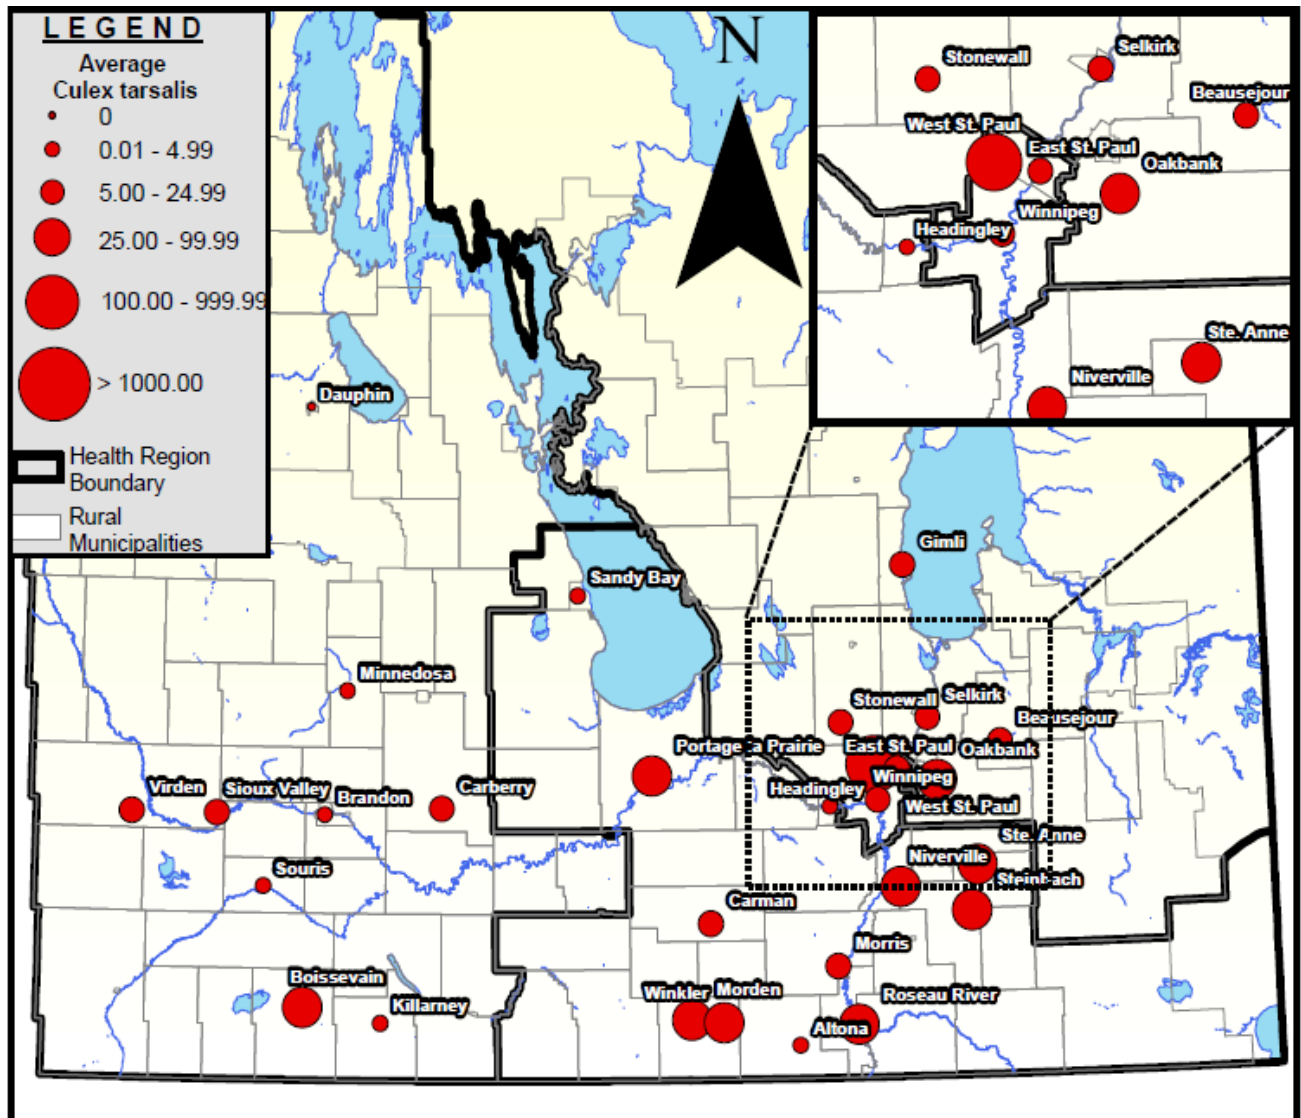 LEGEND
Average
Culex tarsalis
0
0.01 - 4.99
5.00 - 24.99
25.00 - 99.99
100.00 - 999.99
> 1000.00
Health Region
Boundary
Rural
Municipalities
N
Stonewall
Selkirk
Beausejour
West St. Paul
East St. Paul
Oakbank
Winnipeg
Headingley
Ste. Anne
Niverville
Dauphin
Gimli
Sandy Bay
Minnedosa
Stonewall
Selkirk
Beausejour
Portage la Prairie
East St. Paul
Oakbank
Winnipeg
Headingley
West St. Paul
Virden
Sioux Valley
Brandon
Carberry
Ste. Anne
Niverville
Steinbach
Souris
Carman
Morris
Boissevain
Killarney
Winkler
Morden
Roseau River
Altona